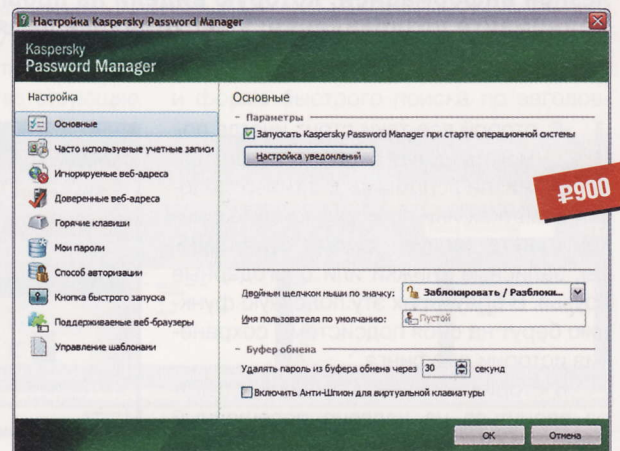 Настройка Kaspersky Password Manager
Kaspersky
Password Manager
Настройка
Основные
Часто используемые учетные записи
Игнорируемые веб-адреса
Доверенные веб-адреса
Горячие клавиши
Мои пароли
Способ авторизации
Кнопка быстрого запуска
Поддерживаемые веб-браузеры
Управление шаблонами
Основные
Параметры
Запускать Kaspersky Password Manager при старте операционной системы
Настройка уведомлений
₽900
Двойным щелчком мыши по значку: Заблокировать / Разблоки...
Имя пользователя по умолчанию: Пустой
Буфер обмена
Удалять пароль из буфера обмена через 30 секунд
Включить Анти-Шпион для виртуальной клавиатуры
OK Отмена